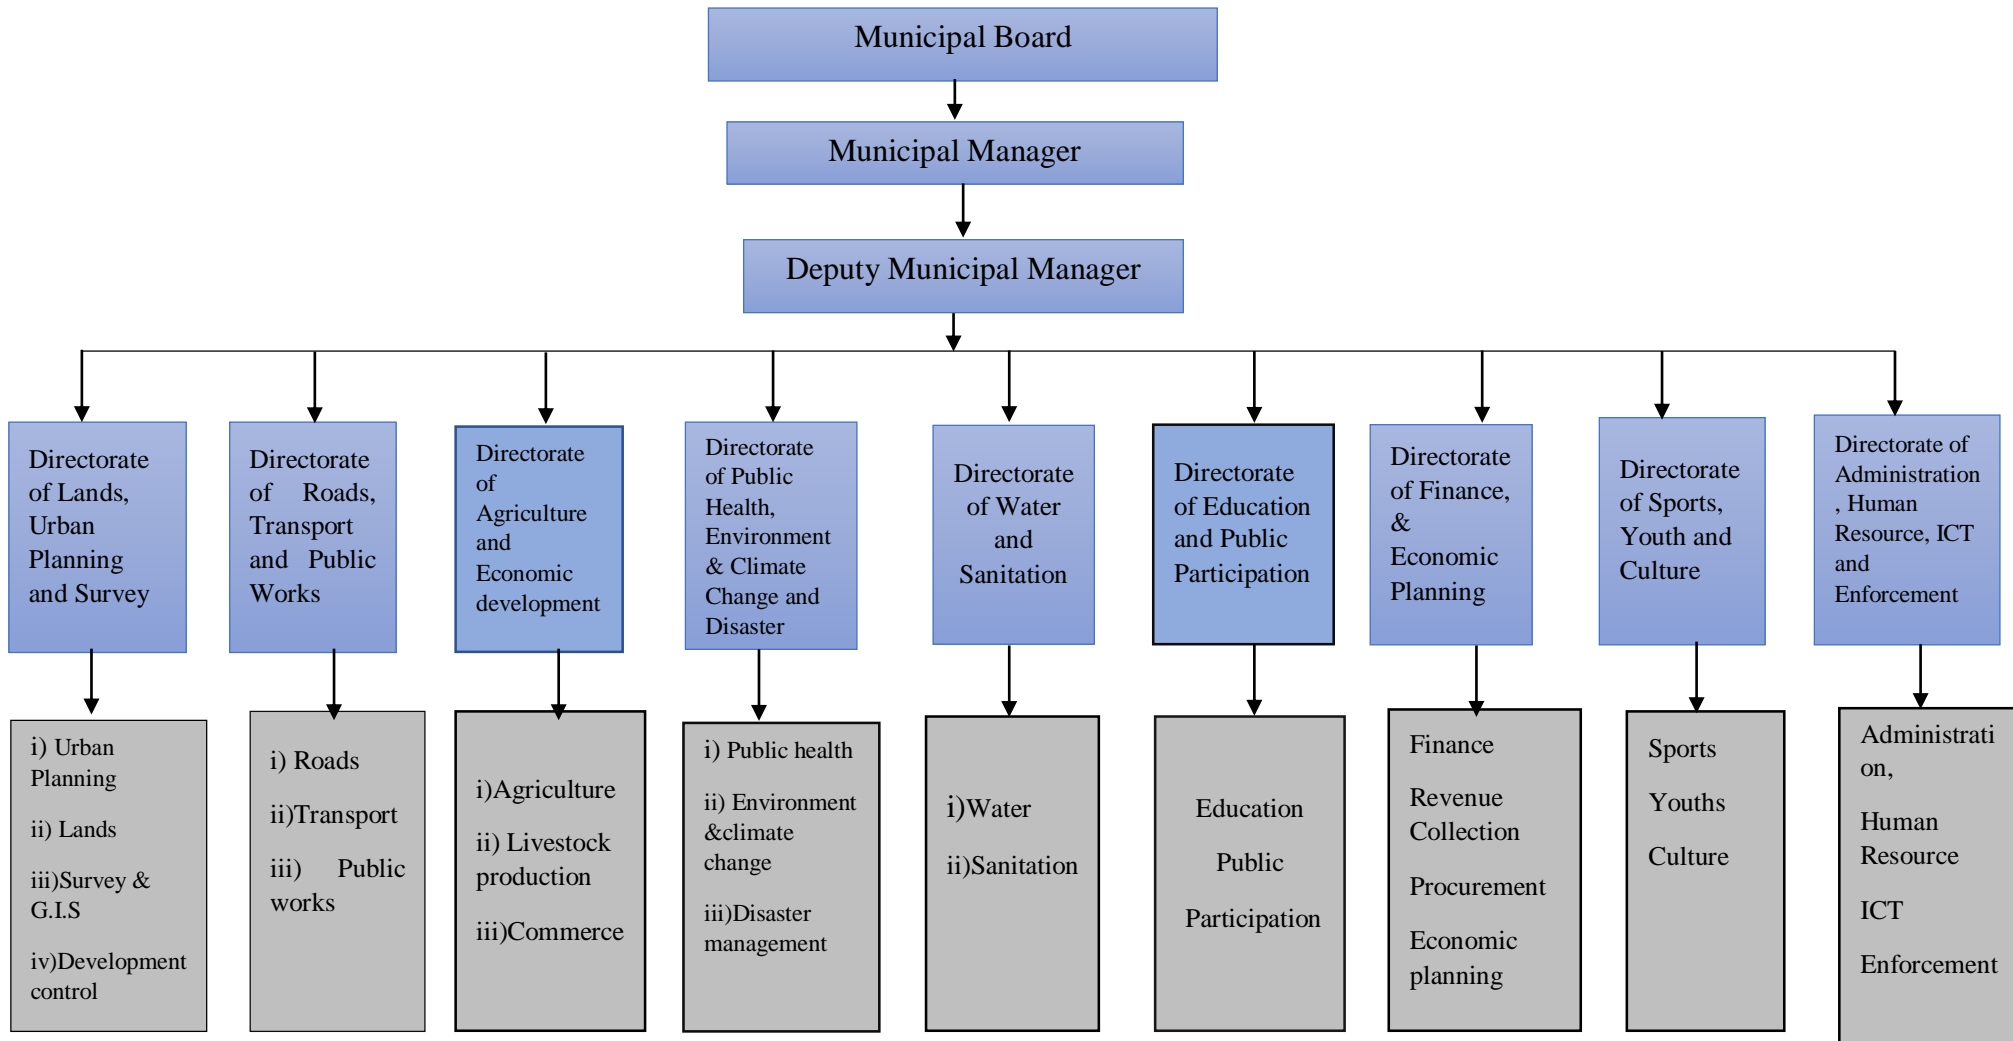 Municipal Board
Municipal Manager
Deputy Municipal Manager
Directorate
of Lands,
Urban
Planning
and Survey
Directorate
of Roads,
Transport
and Public
Works
Directorate
of
Agriculture
and
Economic
development
Directorate
of Public
Health,
Environment
& Climate
Change and
Disaster
Directorate
of Water
and
Sanitation
Directorate
of Education
and Public
Participation
Directorate
of Finance,
&
Economic
Planning
Directorate
of Sports,
Youth and
Culture
Directorate of
Administration
, Human
Resource, ICT
and
Enforcement
i) Urban
Planning
ii) Lands
iii)Survey &
G.I.S
iv)Development
control
i) Roads
ii)Transport
iii) Public
works
i)Agriculture
ii) Livestock
production
iii)Commerce
i) Public health
ii) Environment
&climate
change
iii)Disaster
management
i)Water
ii)Sanitation
Education
Public
Participation
Finance
Revenue
Collection
Procurement
Economic
planning
Sports
Youths
Culture
Administrati
on,
Human
Resource
ICT
Enforcement